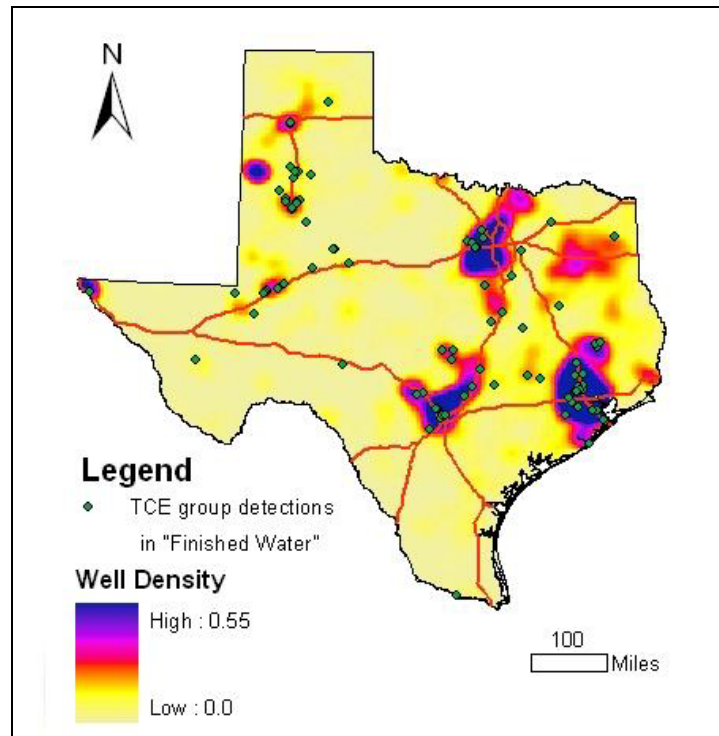 N
Legend
TCE group detections
in "Finished Water"
Well Density
High : 0.55
Low : 0.0
100
Miles